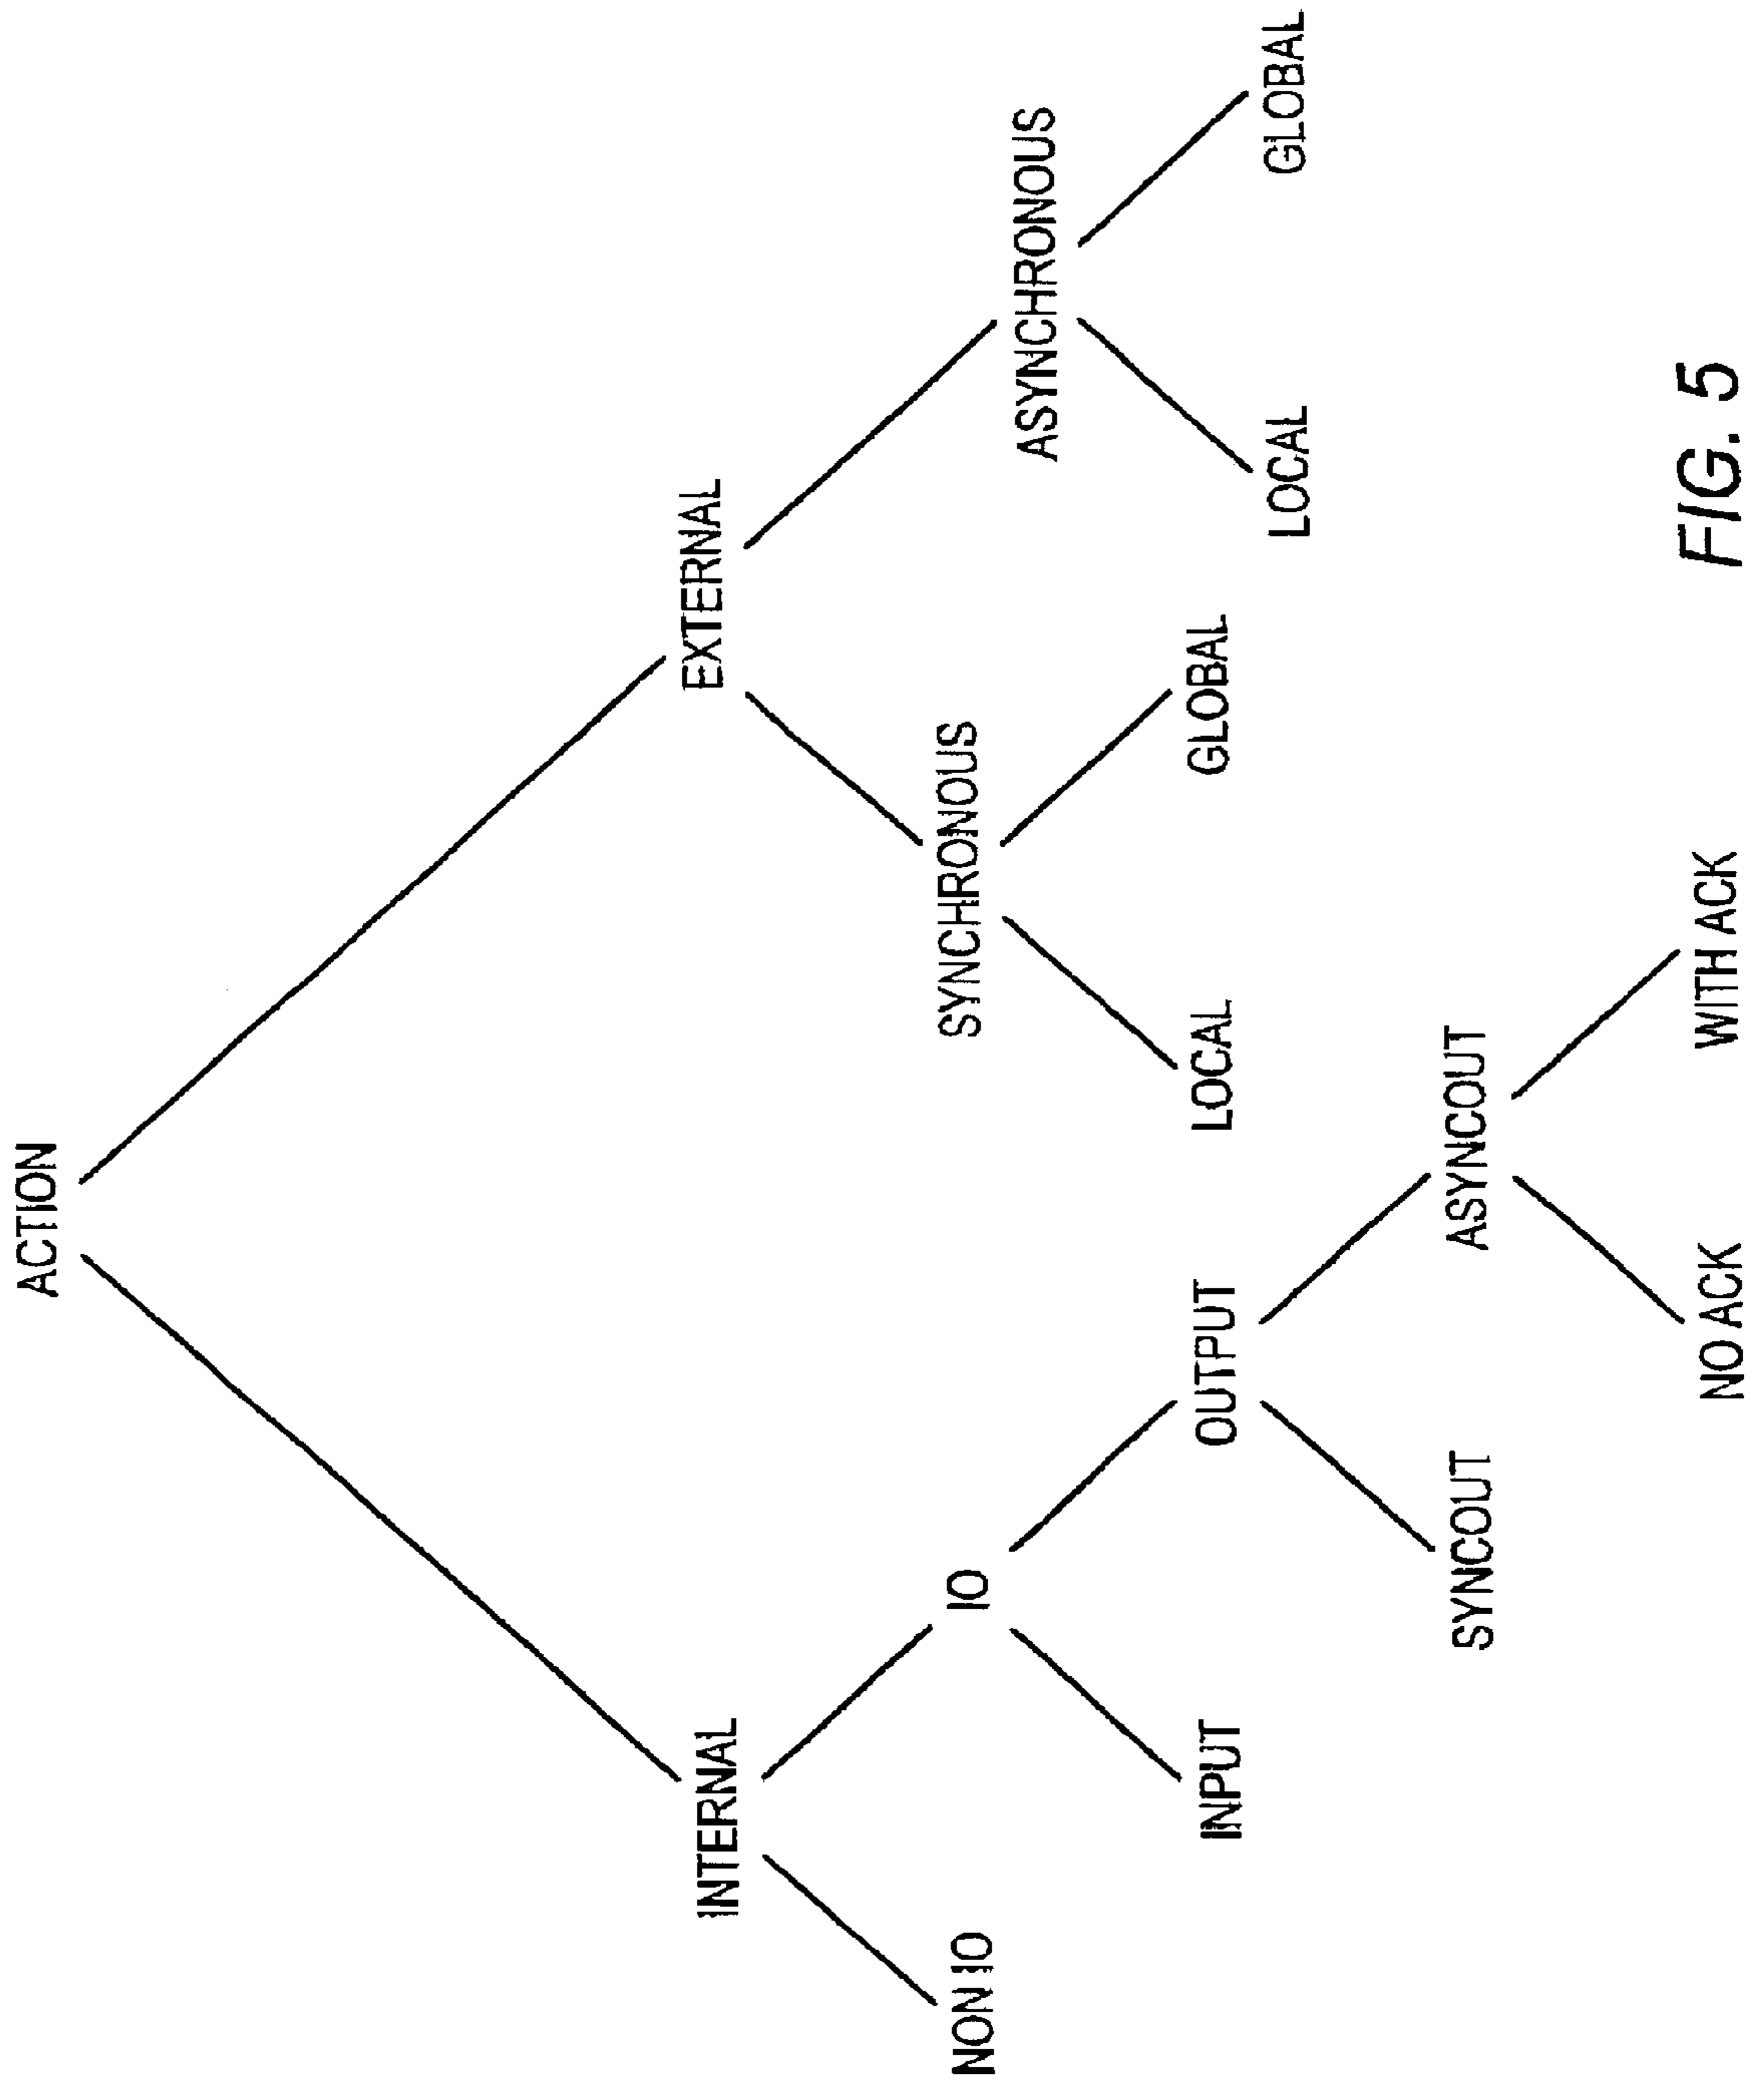 ACTION
INTERNAL
EXTERNAL
NON IO
IO
SYNCHRONOUS
ASYNCHRONOUS
INPUT
OUTPUT
LOCAL
GLOBAL
LOCAL
GLOBAL
SYNCOUT
ASYNCOUT
NO ACK
WITH ACK
FIG. 5